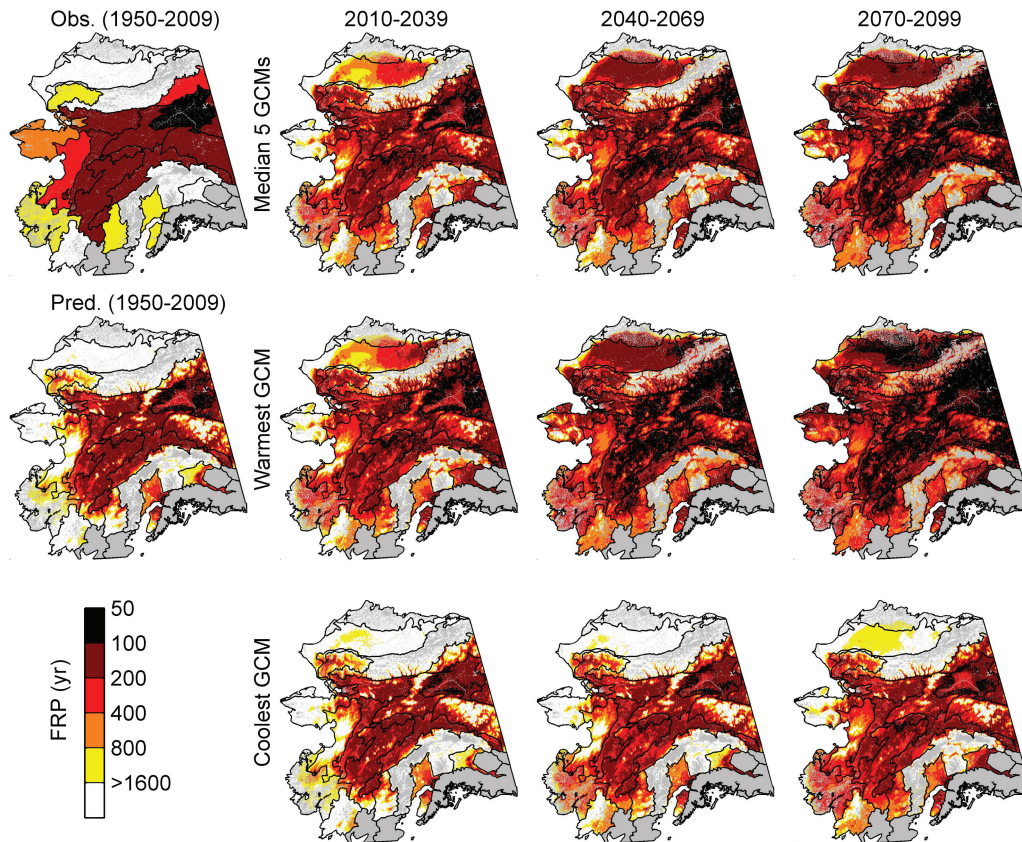 Obs. (1950-2009)
2010-2039
2040-2069
2070-2099
Median 5 GCMs
Pred. (1950-2009)
Warmest GCM
Coolest GCM
FRP (yr)
50
100
200
400
800
>1600